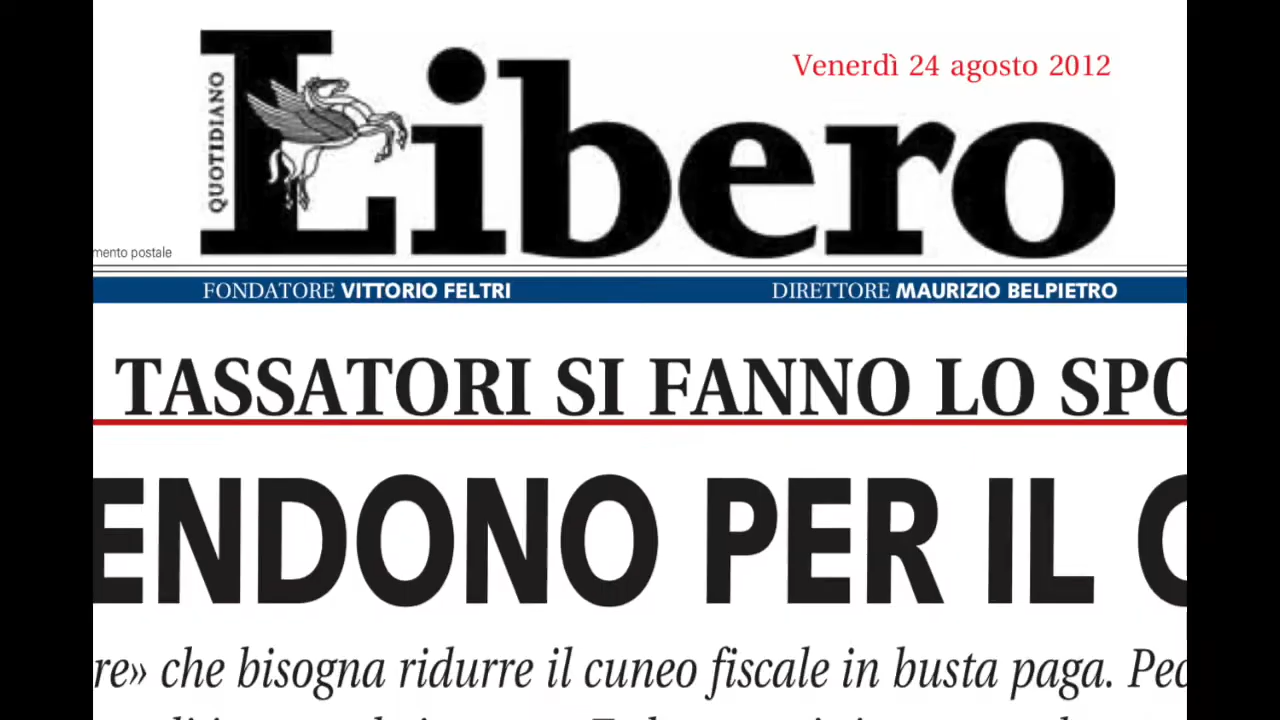 Libero
QUOTIDIANO
Venerdì 24 agosto 2012
mento postale
FONDATORE VITTORIO FELTRI DIRETTORE MAURIZIO BELPIETRO
TASSATORI SI FANNO LO SPO
ENDONO PER IL
re» che bisogna ridurre il cuneo fiscale in busta paga. Pec